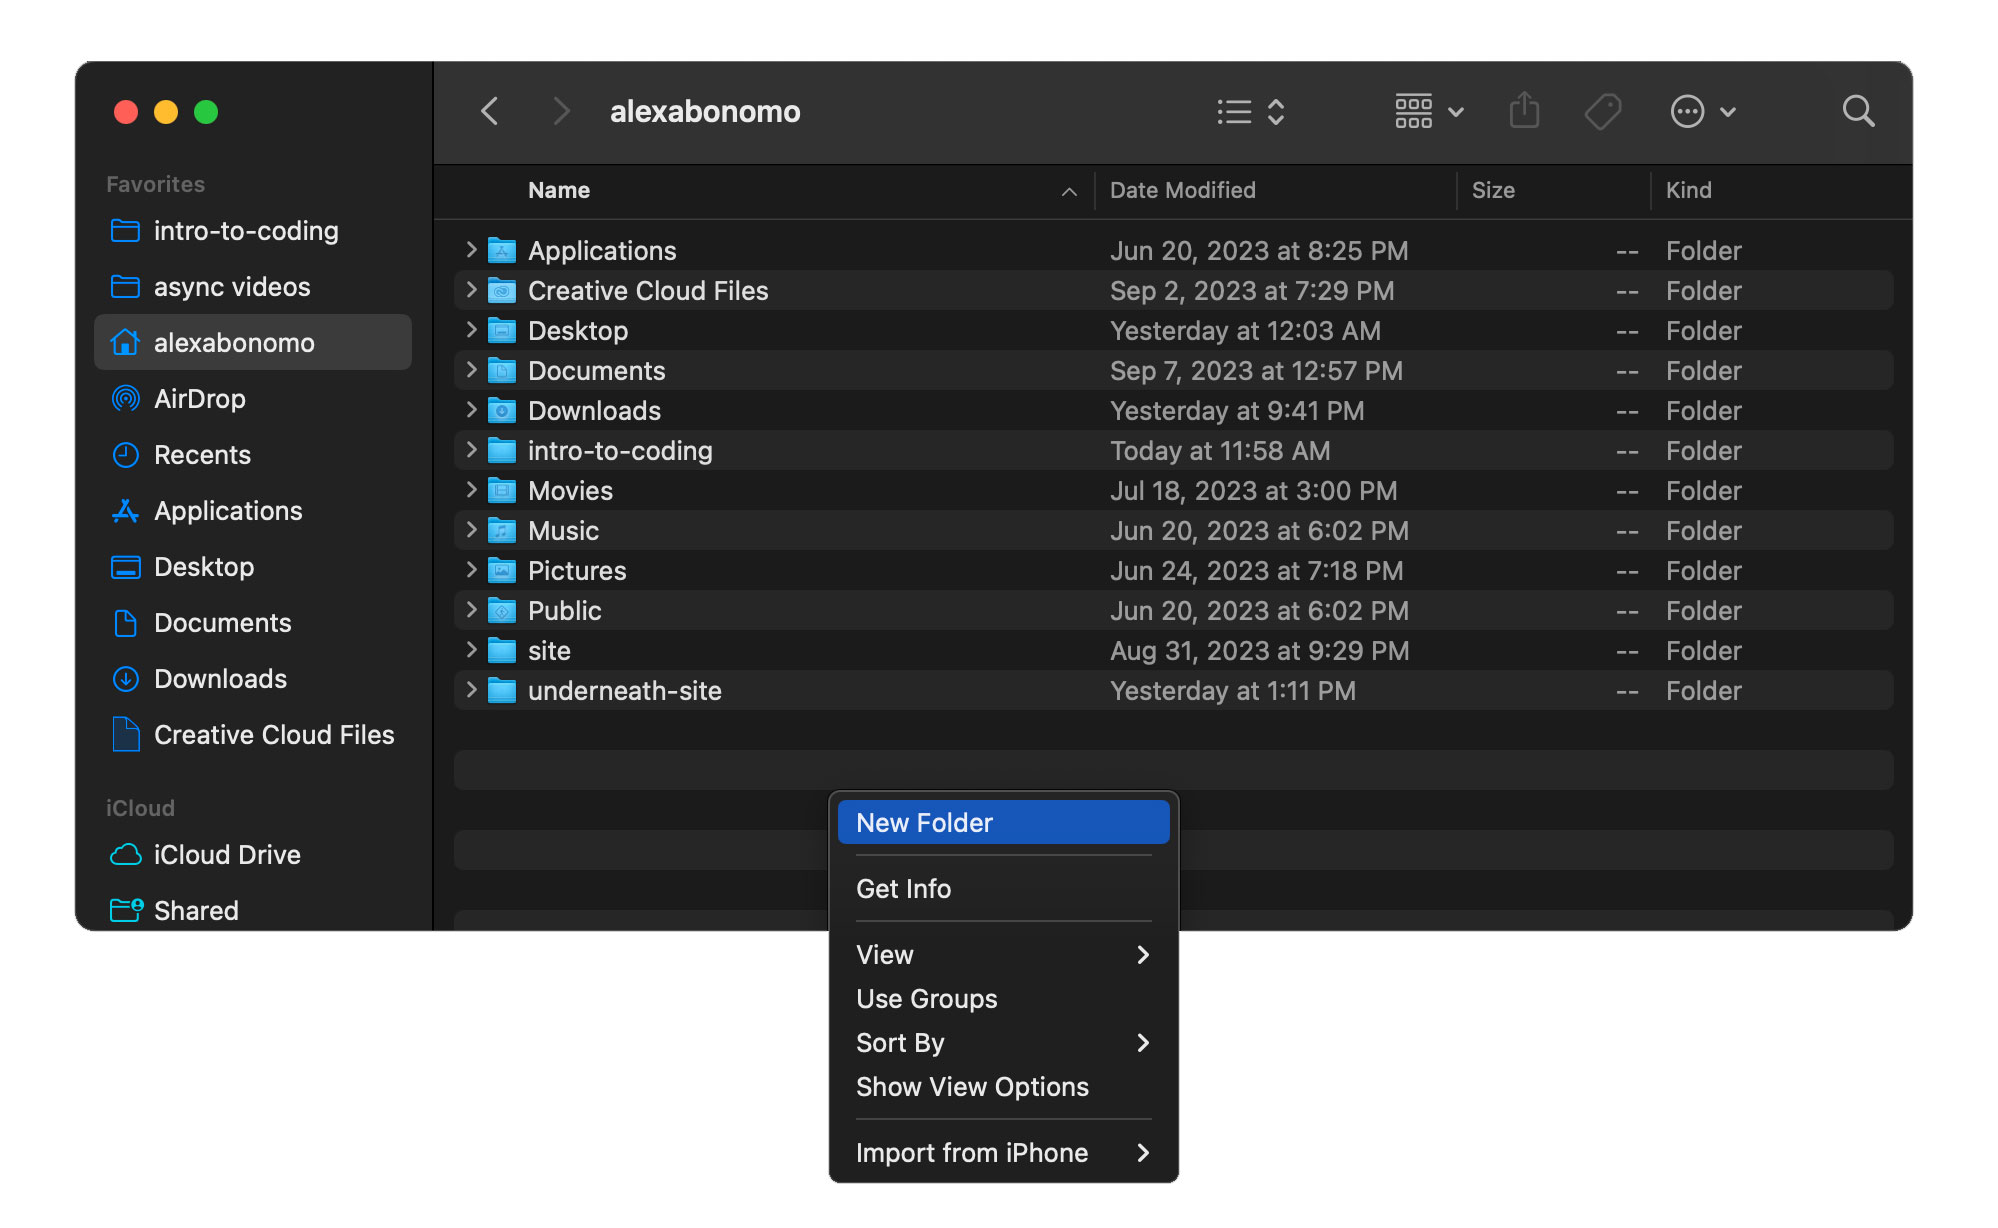 alexabonomo
Favorites
intro-to-coding
async videos
alexabonomo
AirDrop
Recents
Applications
Desktop
Documents
Downloads
Creative Cloud Files
iCloud
iCloud Drive
Shared
Name Date Modified Size Kind
Applications Jun 20, 2023 at 8:25 PM -- Folder
Creative Cloud Files Sep 2, 2023 at 7:29 PM -- Folder
Desktop Yesterday at 12:03 AM -- Folder
Documents Sep 7, 2023 at 12:57 PM -- Folder
Downloads Yesterday at 9:41 PM -- Folder
intro-to-coding Today at 11:58 AM -- Folder
Movies Jul 18, 2023 at 3:00 PM -- Folder
Music Jun 20, 2023 at 6:02 PM -- Folder
Pictures Jun 24, 2023 at 7:18 PM -- Folder
Public Jun 20, 2023 at 6:02 PM -- Folder
site Aug 31, 2023 at 9:29 PM -- Folder
underneath-site Yesterday at 1:11 PM -- Folder
New Folder
Get Info
View
Use Groups
Sort By
Show View Options
Import from iPhone